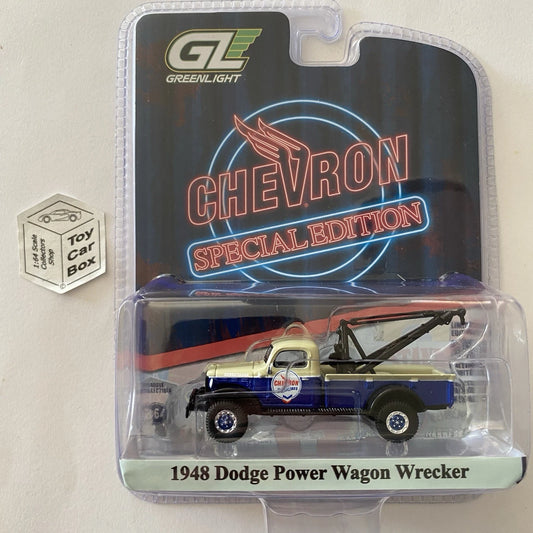 GL
GREENLIGHT
CHEVRON
SPECIAL EDITION
Toy
Car
Box
1:64 Scale
Collectors
Shop
CHEVRON
1948 Dodge Power Wagon Wrecker